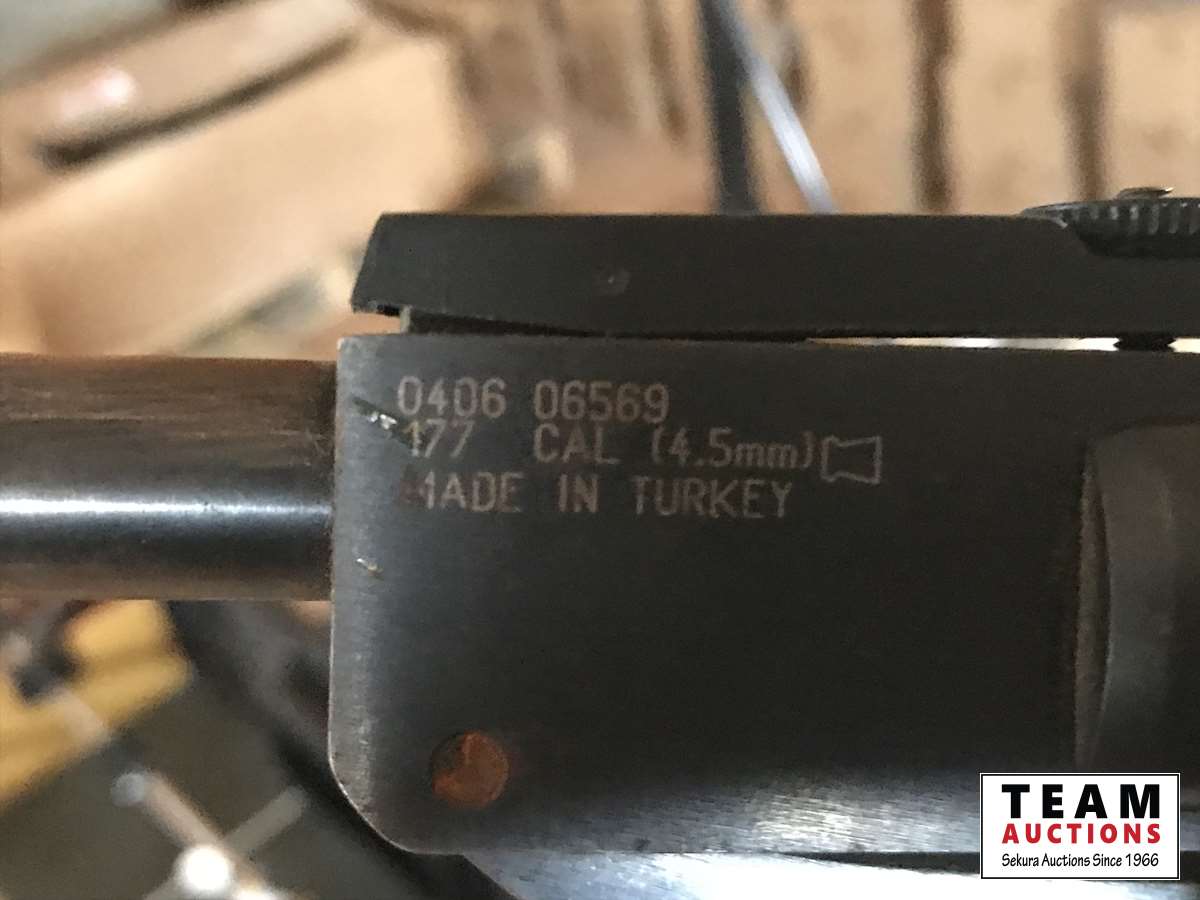 0406 06569
177 CAL (4.5mm)
MADE IN TURKEY
TEAM
AUCTIONS
Sekura Auctions Since 1966